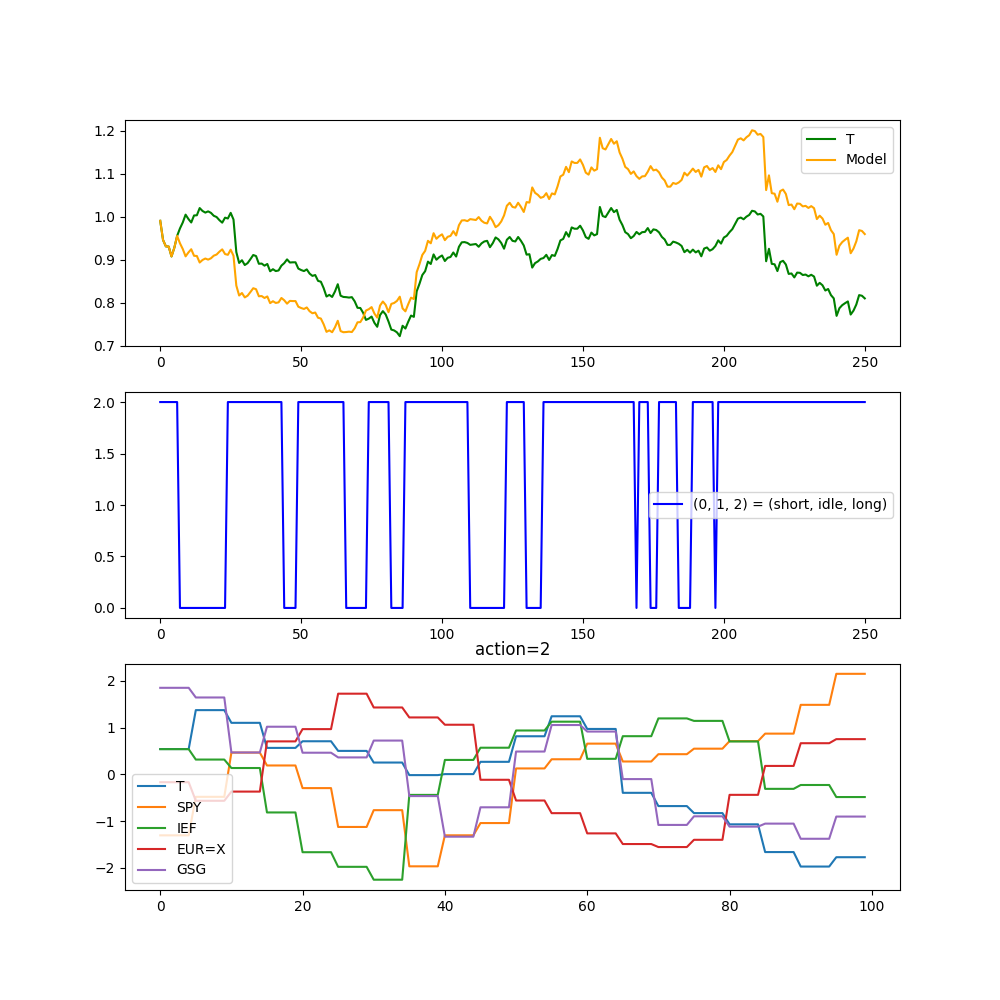 1.2
1.1
1.0
0.9
0.8
0.7
T
Model
0 50 100 150 200 250
2.0
1.5
1.0
0.5
0.0
(0, 1, 2) = (short, idle, long)
0 50 100 150 200 250
action=2
2
1
0
−1
−2
T
SPY
IEF
EUR=X
GSG
0 20 40 60 80 100